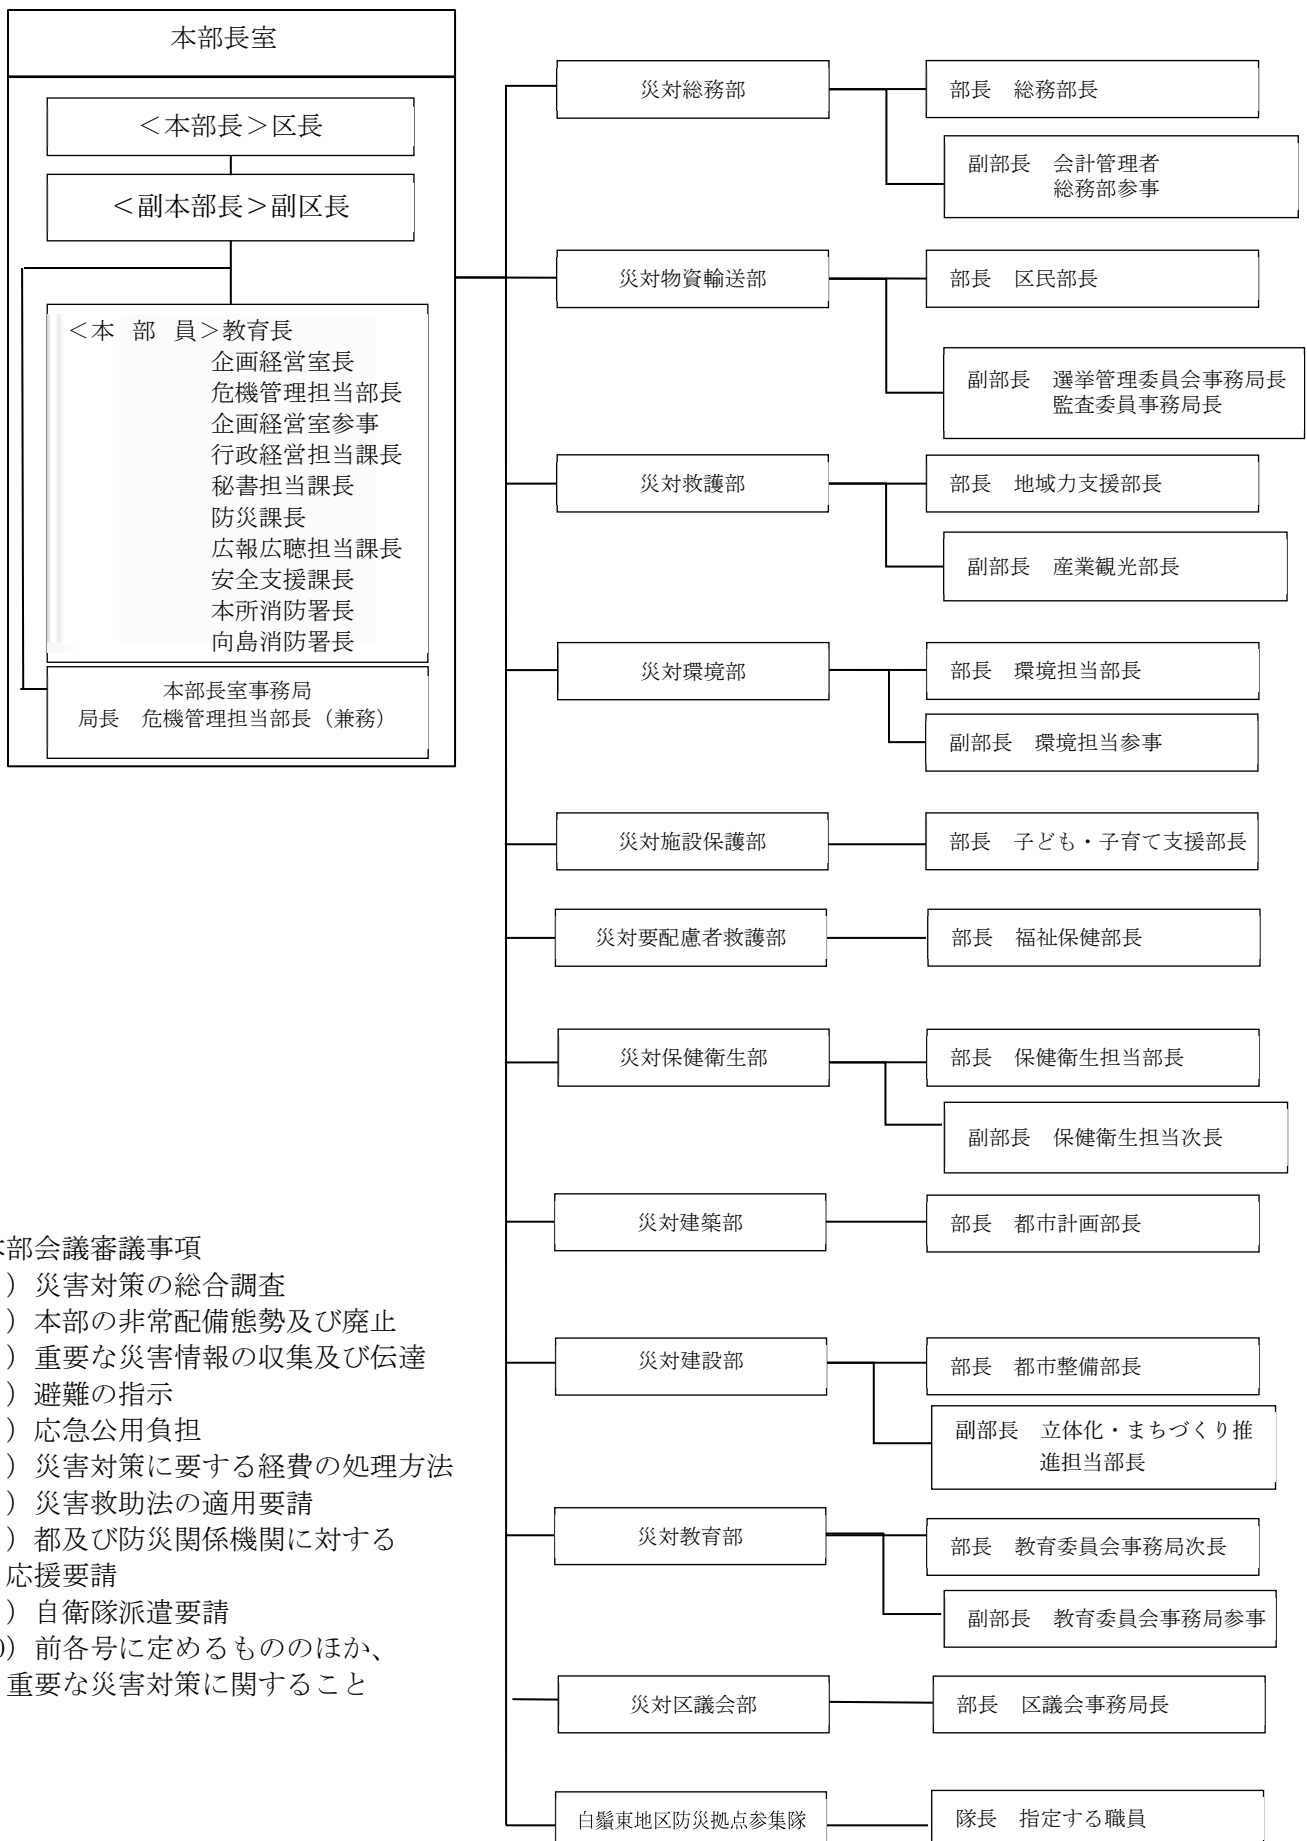 本部長室
＜本部長＞区長
＜副本部長＞副区長
＜本　部　員＞教育長
企画経営室長
危機管理担当部長
企画経営室参事
行政経営担当課長
秘書担当課長
防災課長
広報広聴担当課長
安全支援課長
本所消防署長
向島消防署長
本部長室事務局
局長　危機管理担当部長（兼務）
災対総務部
部長　総務部長
副部長　会計管理者
総務部参事
災対物資輸送部
部長　区民部長
副部長　選挙管理委員会事務局長
監査委員事務局長
災対救護部
部長　地域力支援部長
副部長　産業観光部長
災対環境部
部長　環境担当部長
副部長　環境担当参事
災対施設保護部
部長　子ども・子育て支援部長
災対要配慮者救護部
部長　福祉保健部長
災対保健衛生部
部長　保健衛生担当部長
副部長　保健衛生担当次長
災対建築部
部長　都市計画部長
災対建設部
部長　都市整備部長
副部長　立体化・まちづくり推
進担当部長
災対教育部
部長　教育委員会事務局次長
副部長　教育委員会事務局参事
災対区議会部
部長　区議会事務局長
白鬚東地区防災拠点参集隊
隊長　指定する職員
部会議審議事項
）災害対策の総合調査
）本部の非常配備態勢及び廃止
）重要な災害情報の収集及び伝達
）避難の指示
）応急公用負担
）災害対策に要する経費の処理方法
）災害救助法の適用要請
）都及び防災関係機関に対する
応援要請
）自衛隊派遣要請
）前各号に定めるもののほか、
重要な災害対策に関すること